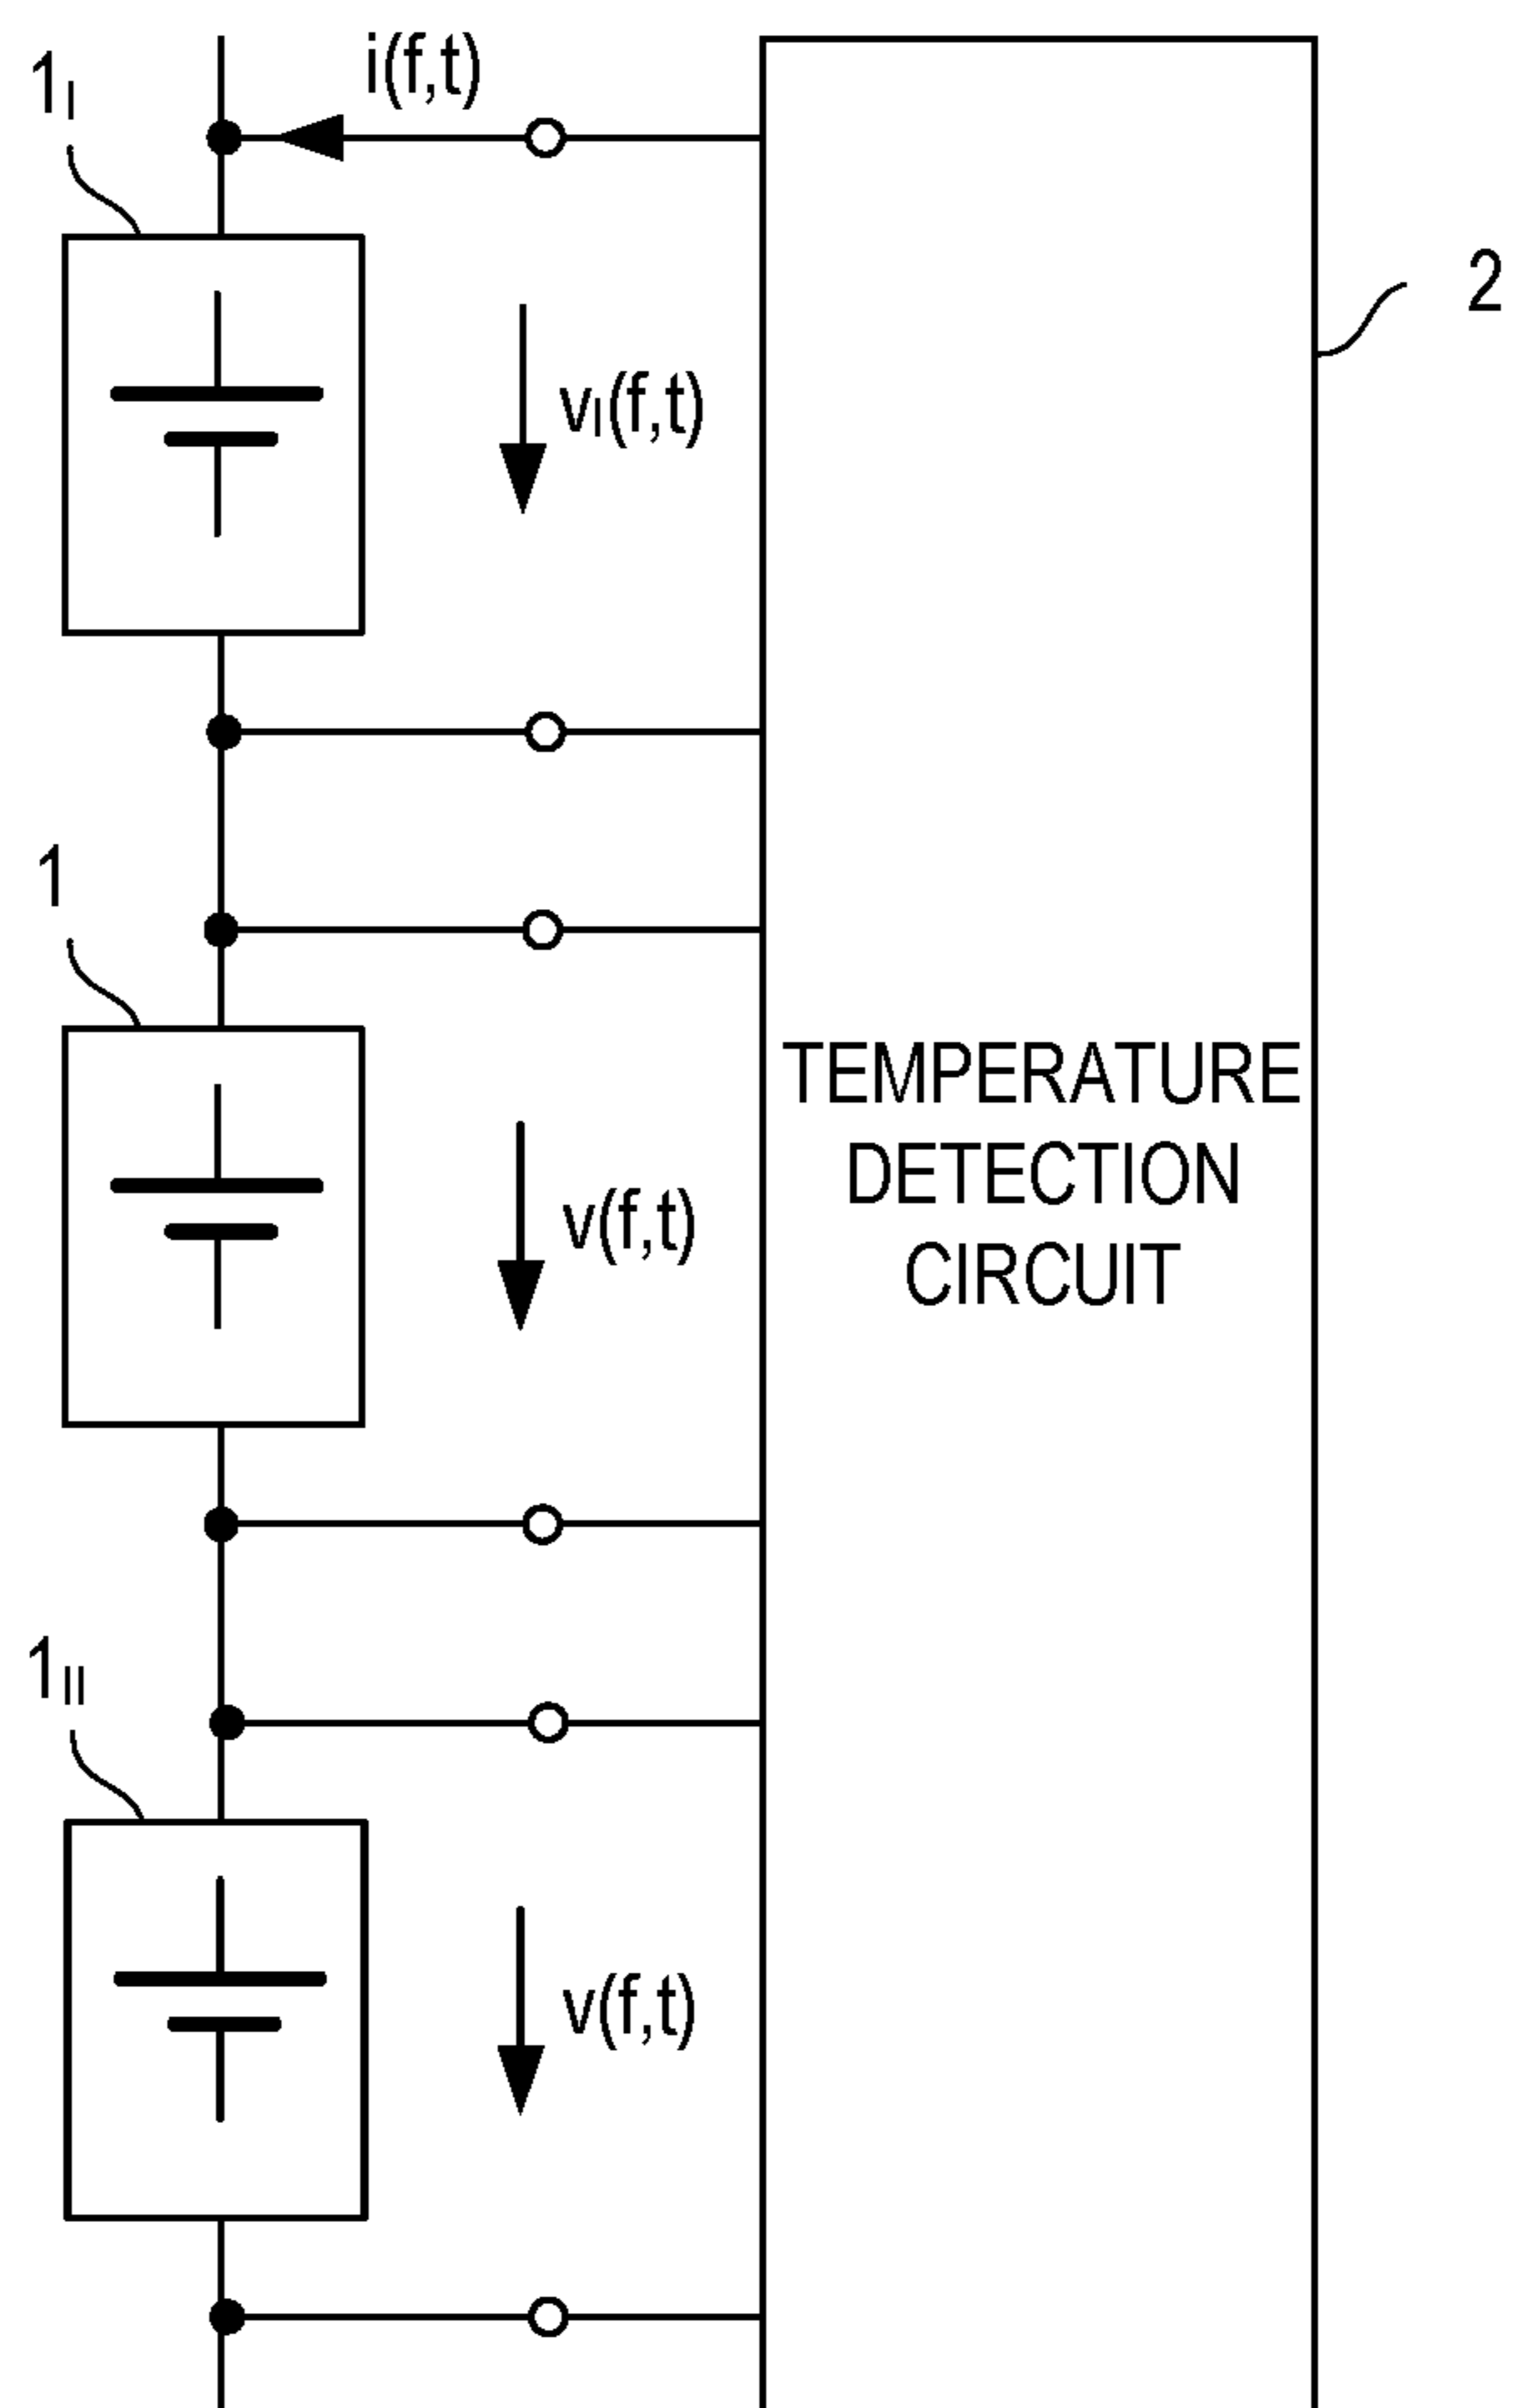 1I
i(f,t)
2
vI(f,t)
1
TEMPERATURE
DETECTION
CIRCUIT
v(f,t)
1II
v(f,t)